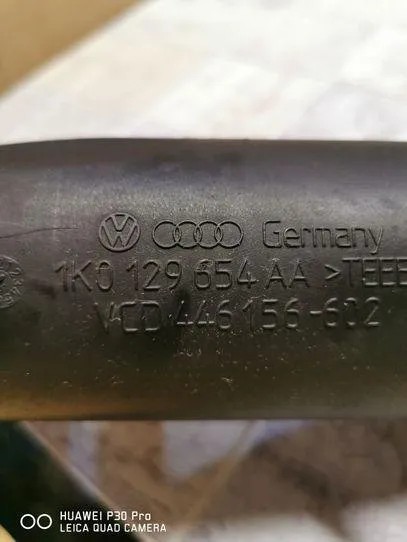 Germany
1K0 129 654 AA >TEEE
VCD 446 156-602
HUAWEI P30 Pro
LEICA QUAD CAMERA